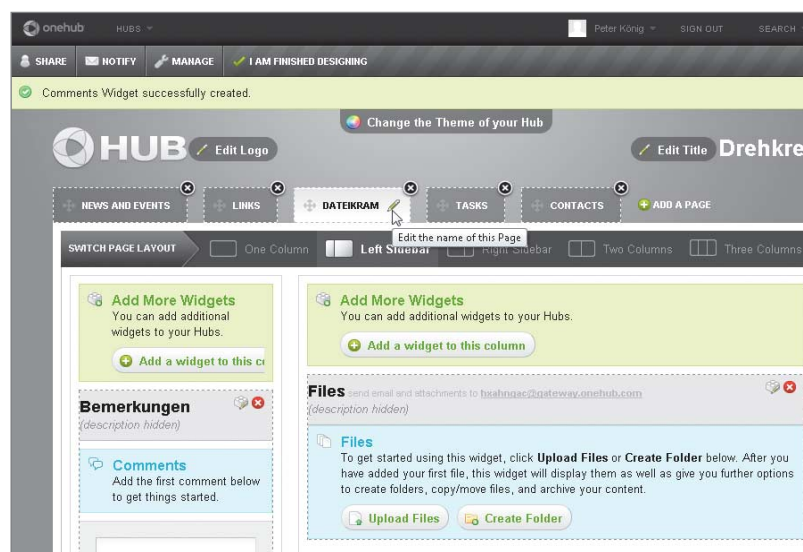 onehub HUBS Peter König SIGN OUT SEARCH
SHARE NOTIFY MANAGE I AM FINISHED DESIGNING
Comments Widget successfully created.
Change the Theme of your Hub
HUB Edit Logo Edit Title Drehkre
NEWS AND EVENTS LINKS DATEIKRAM TASKS CONTACTS ADD A PAGE
Edit the name of this Page
SWITCH PAGE LAYOUT One Column Left Sidebar Right Sidebar Two Columns Three Columns
Add More Widgets
You can add additional
widgets to your Hubs.
Add a widget to this co
Bemerkungen
(description hidden)
Comments
Add the first comment below
to get things started.
Add More Widgets
You can add additional widgets to your Hubs.
Add a widget to this column
Files send email and attachments to hxahngac@gateway.onehub.com
(description hidden)
Files
To get started using this widget, click Upload Files or Create Folder below. After you
have added your first file, this widget will display them as well as give you further options
to create folders, copy/move files, and archive your content.
Upload Files Create Folder